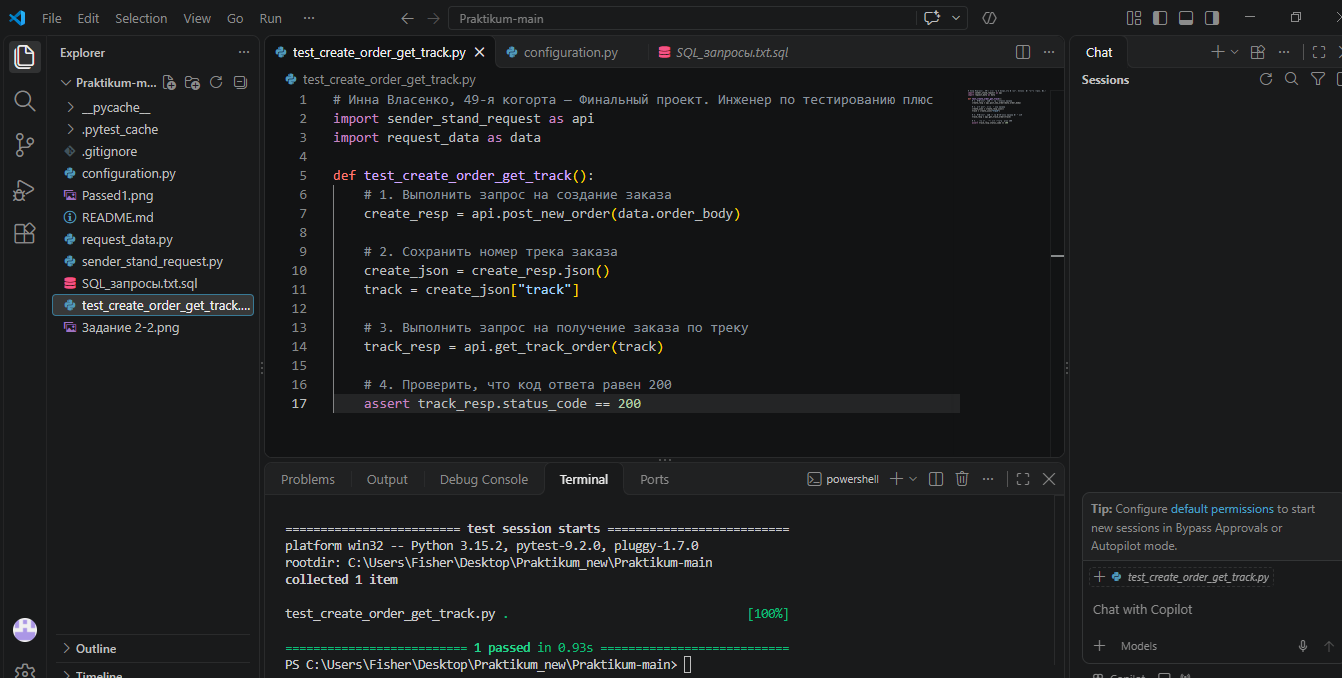 File Edit Selection View Go Run ···
Praktikum-main
Explorer
Praktikum-m...
__pycache__
.pytest_cache
.gitignore
configuration.py
Passed1.png
README.md
request_data.py
sender_stand_request.py
SQL_запросы.txt.sql
test_create_order_get_track....
Задание 2-2.png
Outline
Timeline
test_create_order_get_track.py
configuration.py
SQL_запросы.txt.sql
test_create_order_get_track.py
1 # Инна Власенко, 49-я когорта — Финальный проект. Инженер по тестированию плюс
2 import sender_stand_request as api
3 import request_data as data
4
5 def test_create_order_get_track():
6 # 1. Выполнить запрос на создание заказа
7 create_resp = api.post_new_order(data.order_body)
8
9 # 2. Сохранить номер трека заказа
10 create_json = create_resp.json()
11 track = create_json["track"]
12
13 # 3. Выполнить запрос на получение заказа по треку
14 track_resp = api.get_track_order(track)
15
16 # 4. Проверить, что код ответа равен 200
17 assert track_resp.status_code == 200
Problems Output Debug Console Terminal Ports
powershell
========================= test session starts ==========================
platform win32 -- Python 3.15.2, pytest-9.2.0, pluggy-1.7.0
rootdir: C:\Users\Fisher\Desktop\Praktikum_new\Praktikum-main
collected 1 item
test_create_order_get_track.py . [100%]
========================== 1 passed in 0.93s ===========================
PS C:\Users\Fisher\Desktop\Praktikum_new\Praktikum-main>
Chat
Sessions
Tip: Configure default permissions to start
new sessions in Bypass Approvals or
Autopilot mode.
test_create_order_get_track.py
Chat with Copilot
Models
Copilot